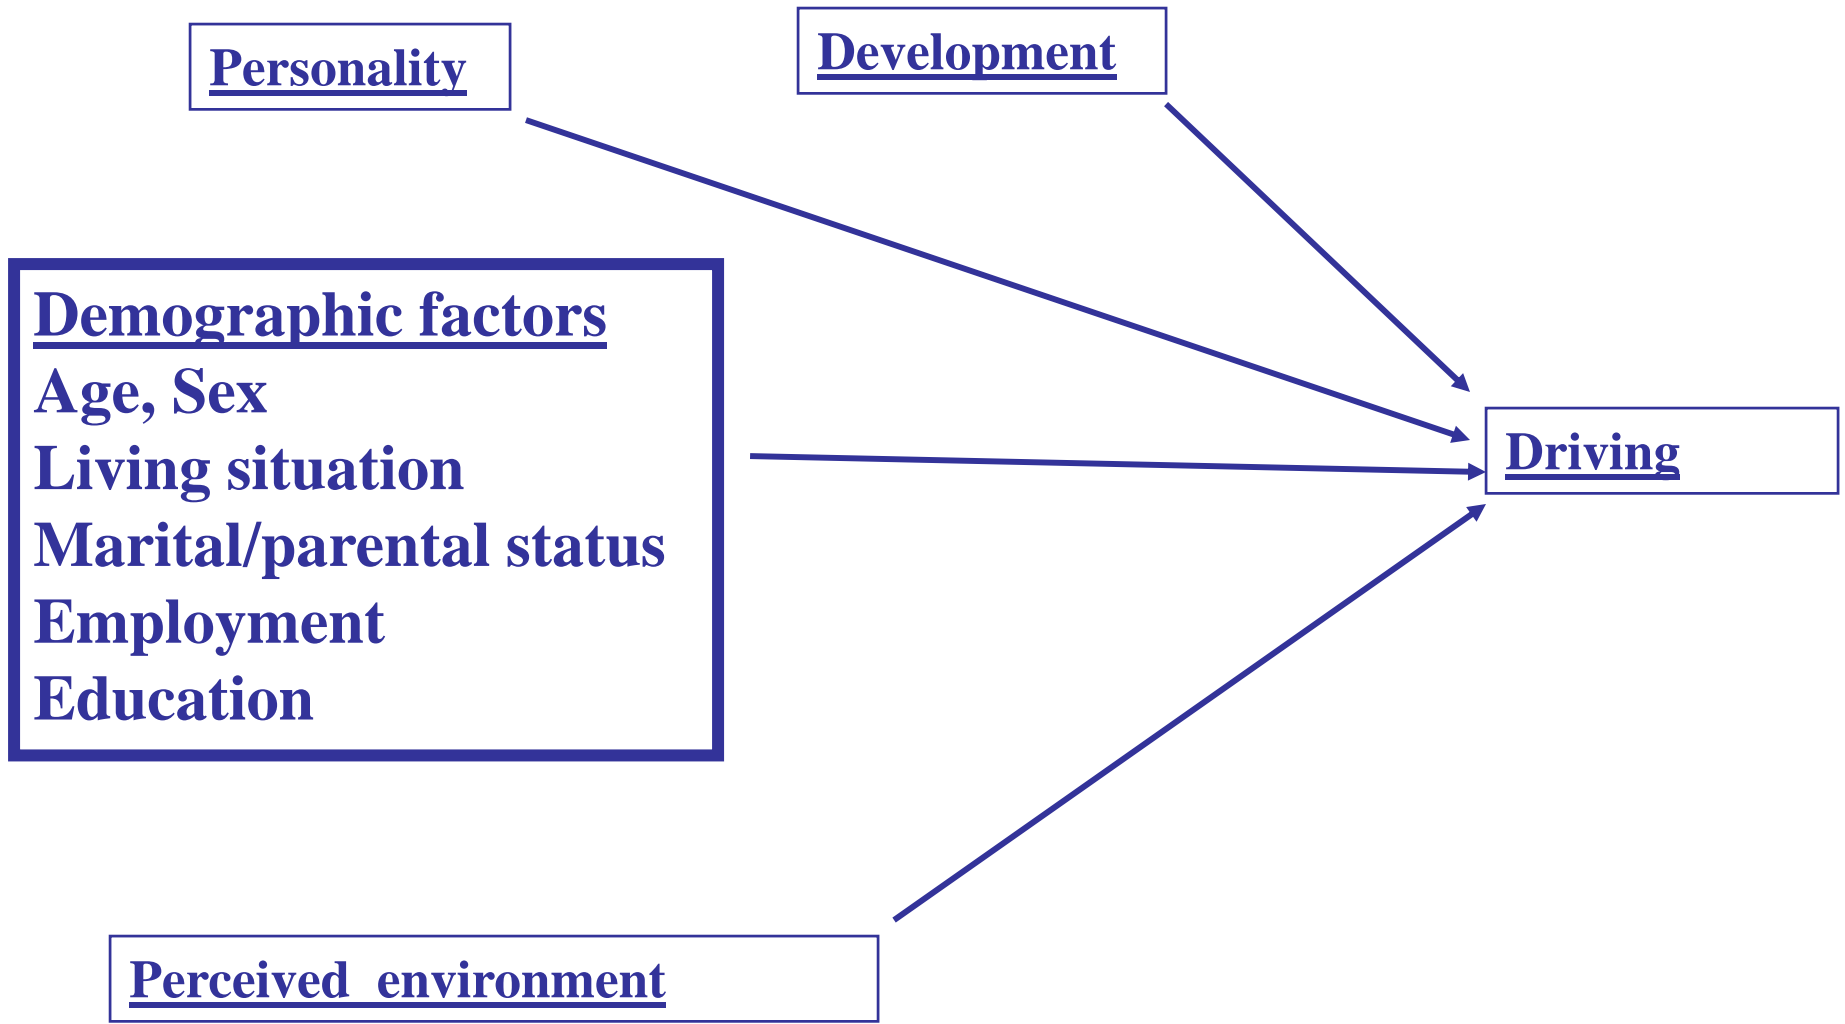 Personality
Development
Demographic factors
Age, Sex
Living situation
Marital/parental status
Employment
Education
Driving
Perceived  environment